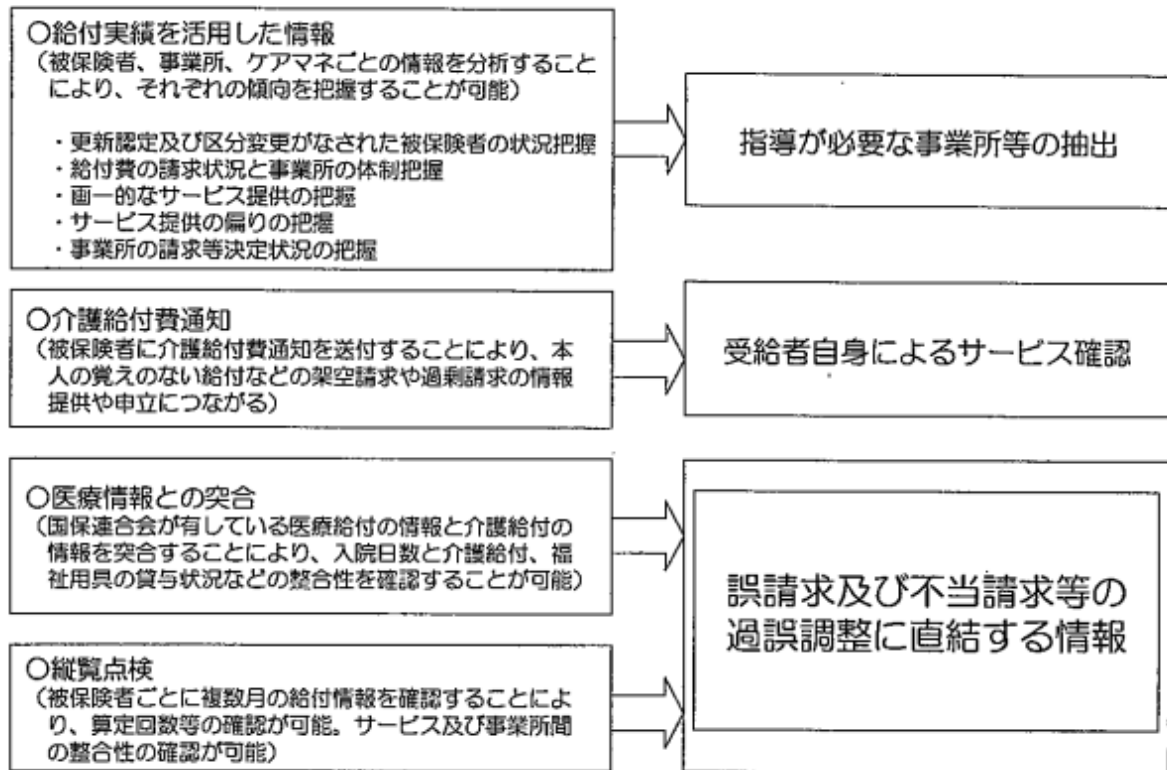 ○給付実績を活用した情報
(被保険者、事業所、ケアマネごとの情報を分析すること
により、それぞれの傾向を把握することが可能)
・更新認定及び区分変更がなされた被保険者の状況把握
・給付費の請求状況と事業所の体制把握
・画一的なサービス提供の把握
・サービス提供の偏りの把握
・事業所の請求等決定状況の把握
指導が必要な事業所等の抽出
○介護給付費通知
(被保険者に介護給付費通知を送付することにより、本
人の覚えのない給付などの架空請求や過剰請求の情報
提供や申立につながる)
受給者自身によるサービス確認
○医療情報との突合
(国保連合会が有している医療給付の情報と介護給付の
情報を突合することにより、入院日数と介護給付、福
祉用具の貸与状況などの整合性を確認することが可能)
○縦覧点検
(被保険者ごとに複数月の給付情報を確認することによ
り、算定回数等の確認が可能。サービス及び事業所間
の整合性の確認が可能)
誤請求及び不当請求等の
過誤調整に直結する情報